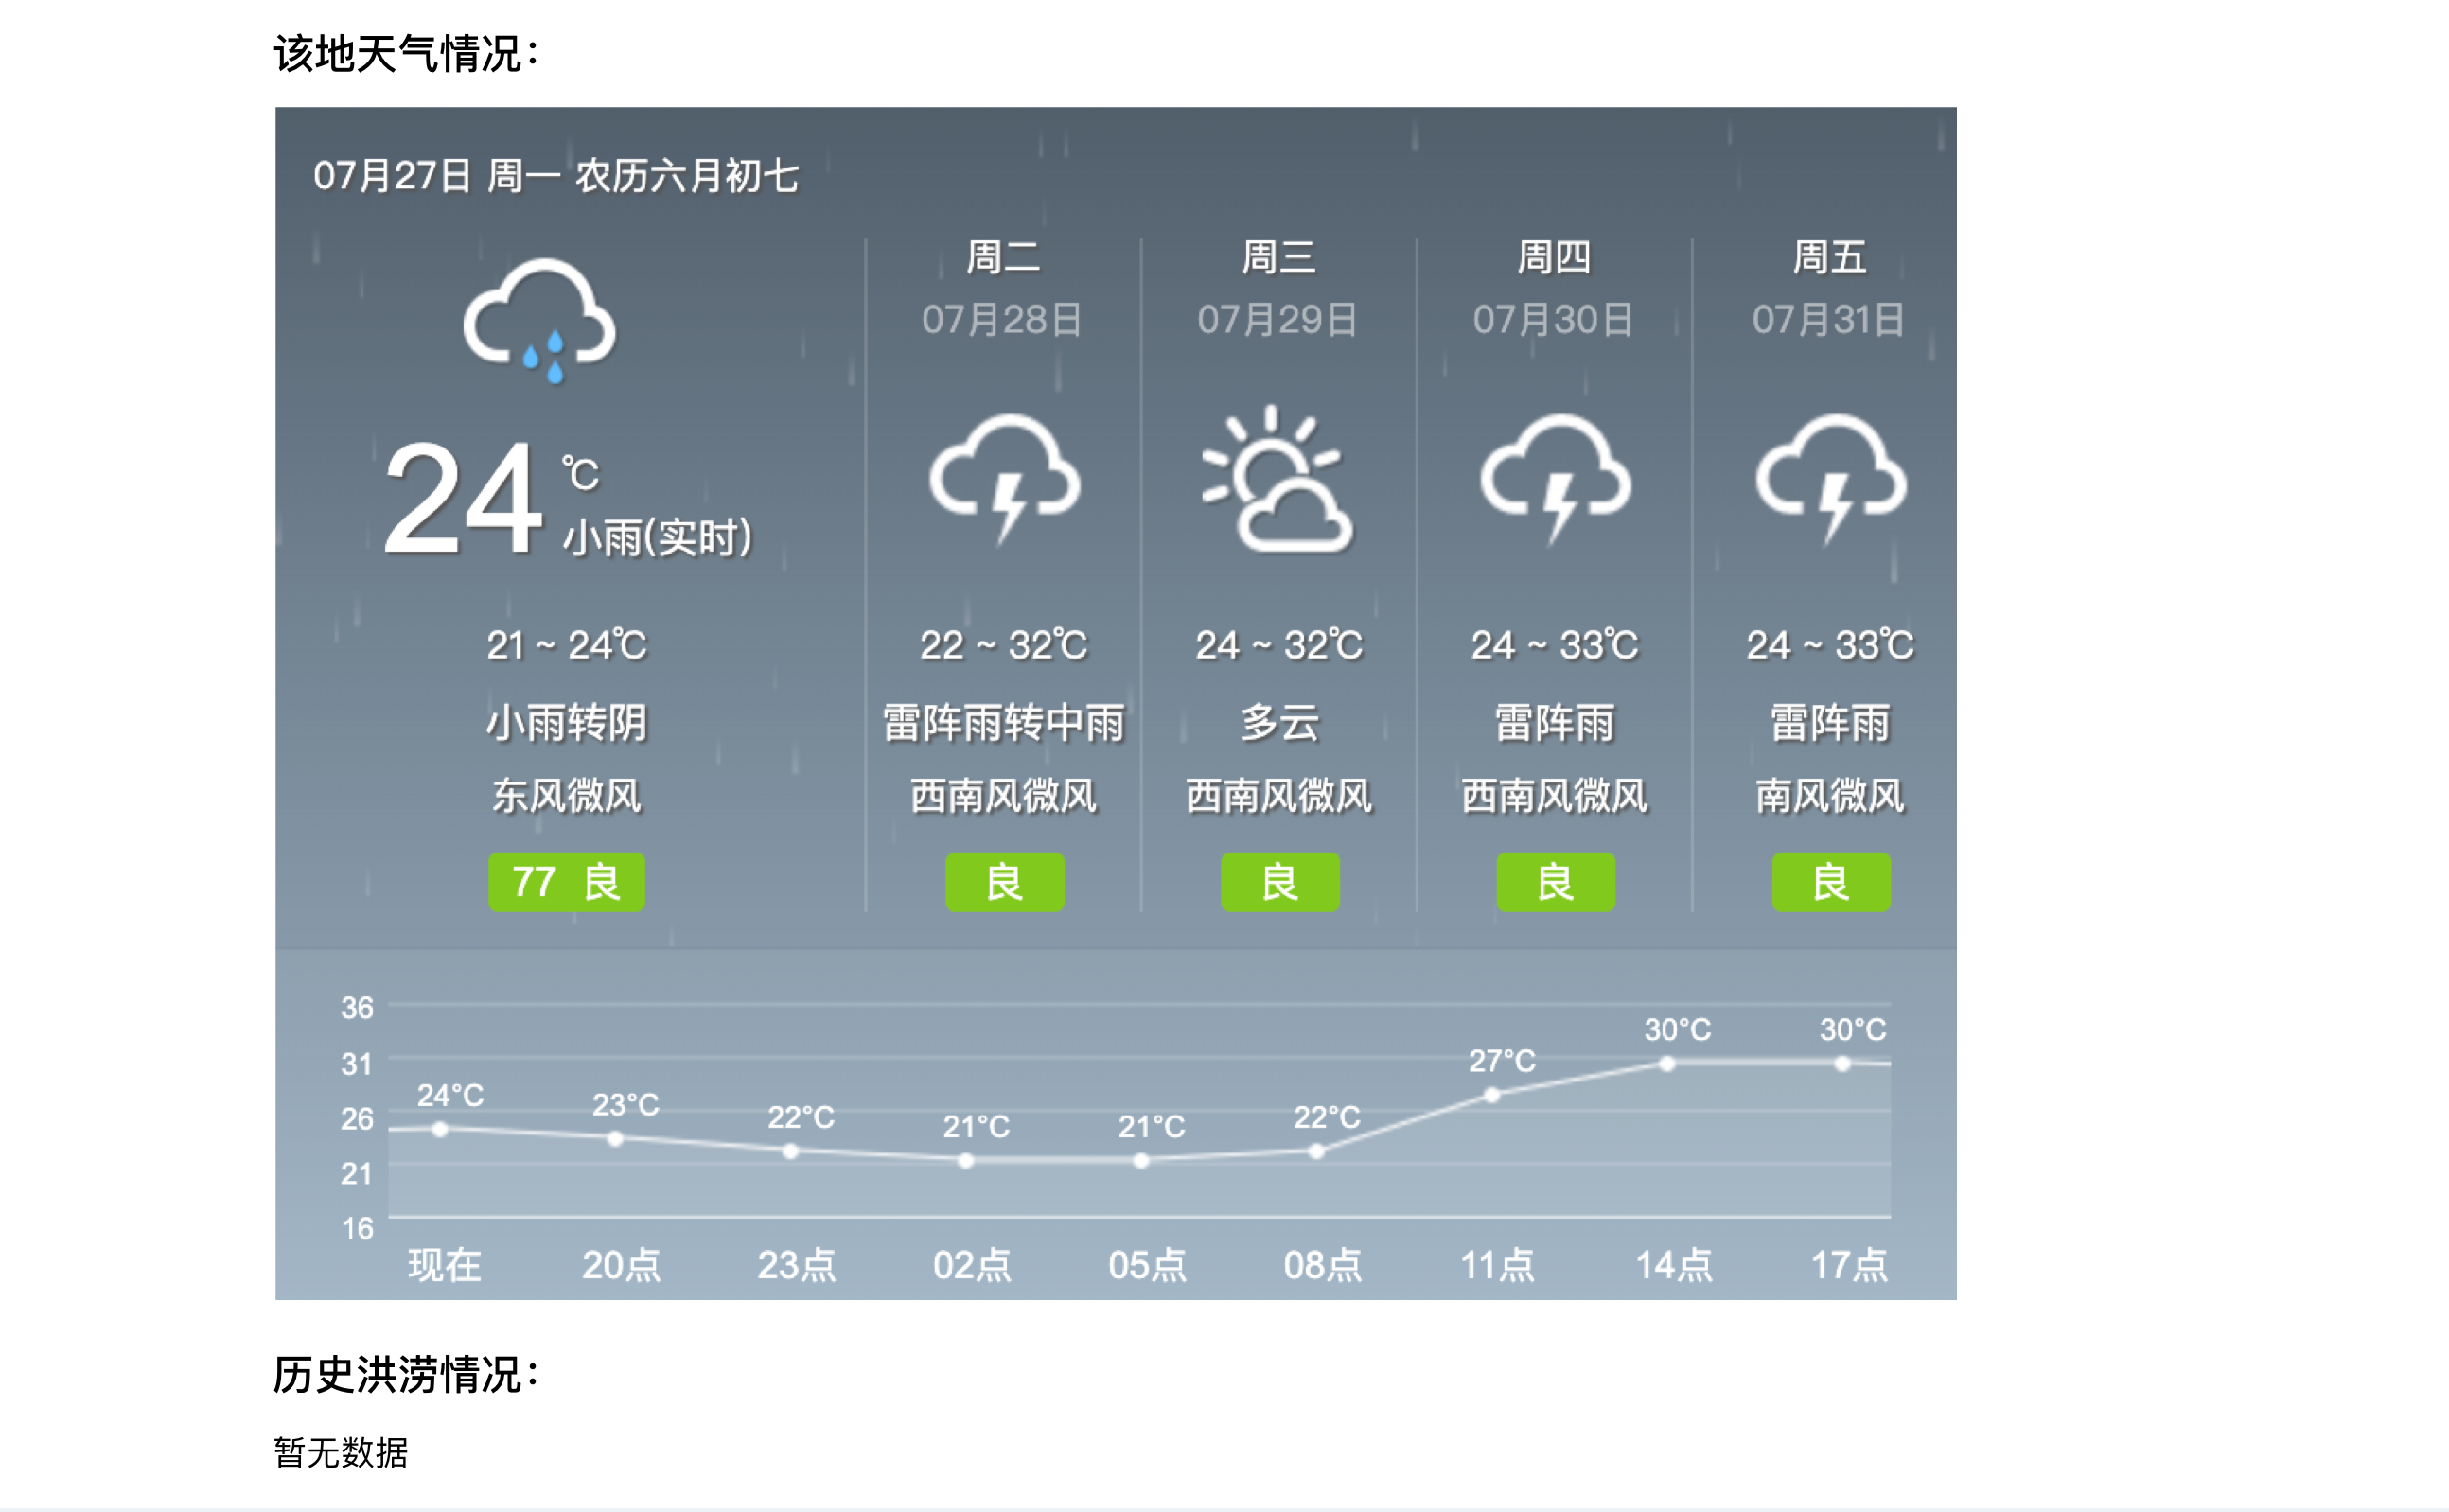 该地天气情况：
07月27日 周一 农历六月初七
24 ℃
小雨(实时)
21 ~ 24℃
小雨转阴
东风微风
77 良
周二
07月28日
22 ~ 32℃
雷阵雨转中雨
西南风微风
良
周三
07月29日
24 ~ 32℃
多云
西南风微风
良
周四
07月30日
24 ~ 33℃
雷阵雨
西南风微风
良
周五
07月31日
24 ~ 33℃
雷阵雨
南风微风
良
36
31
26
21
16
24°C 23°C 22°C 21°C 21°C 22°C 27°C 30°C 30°C
现在 20点 23点 02点 05点 08点 11点 14点 17点
历史洪涝情况：
暂无数据